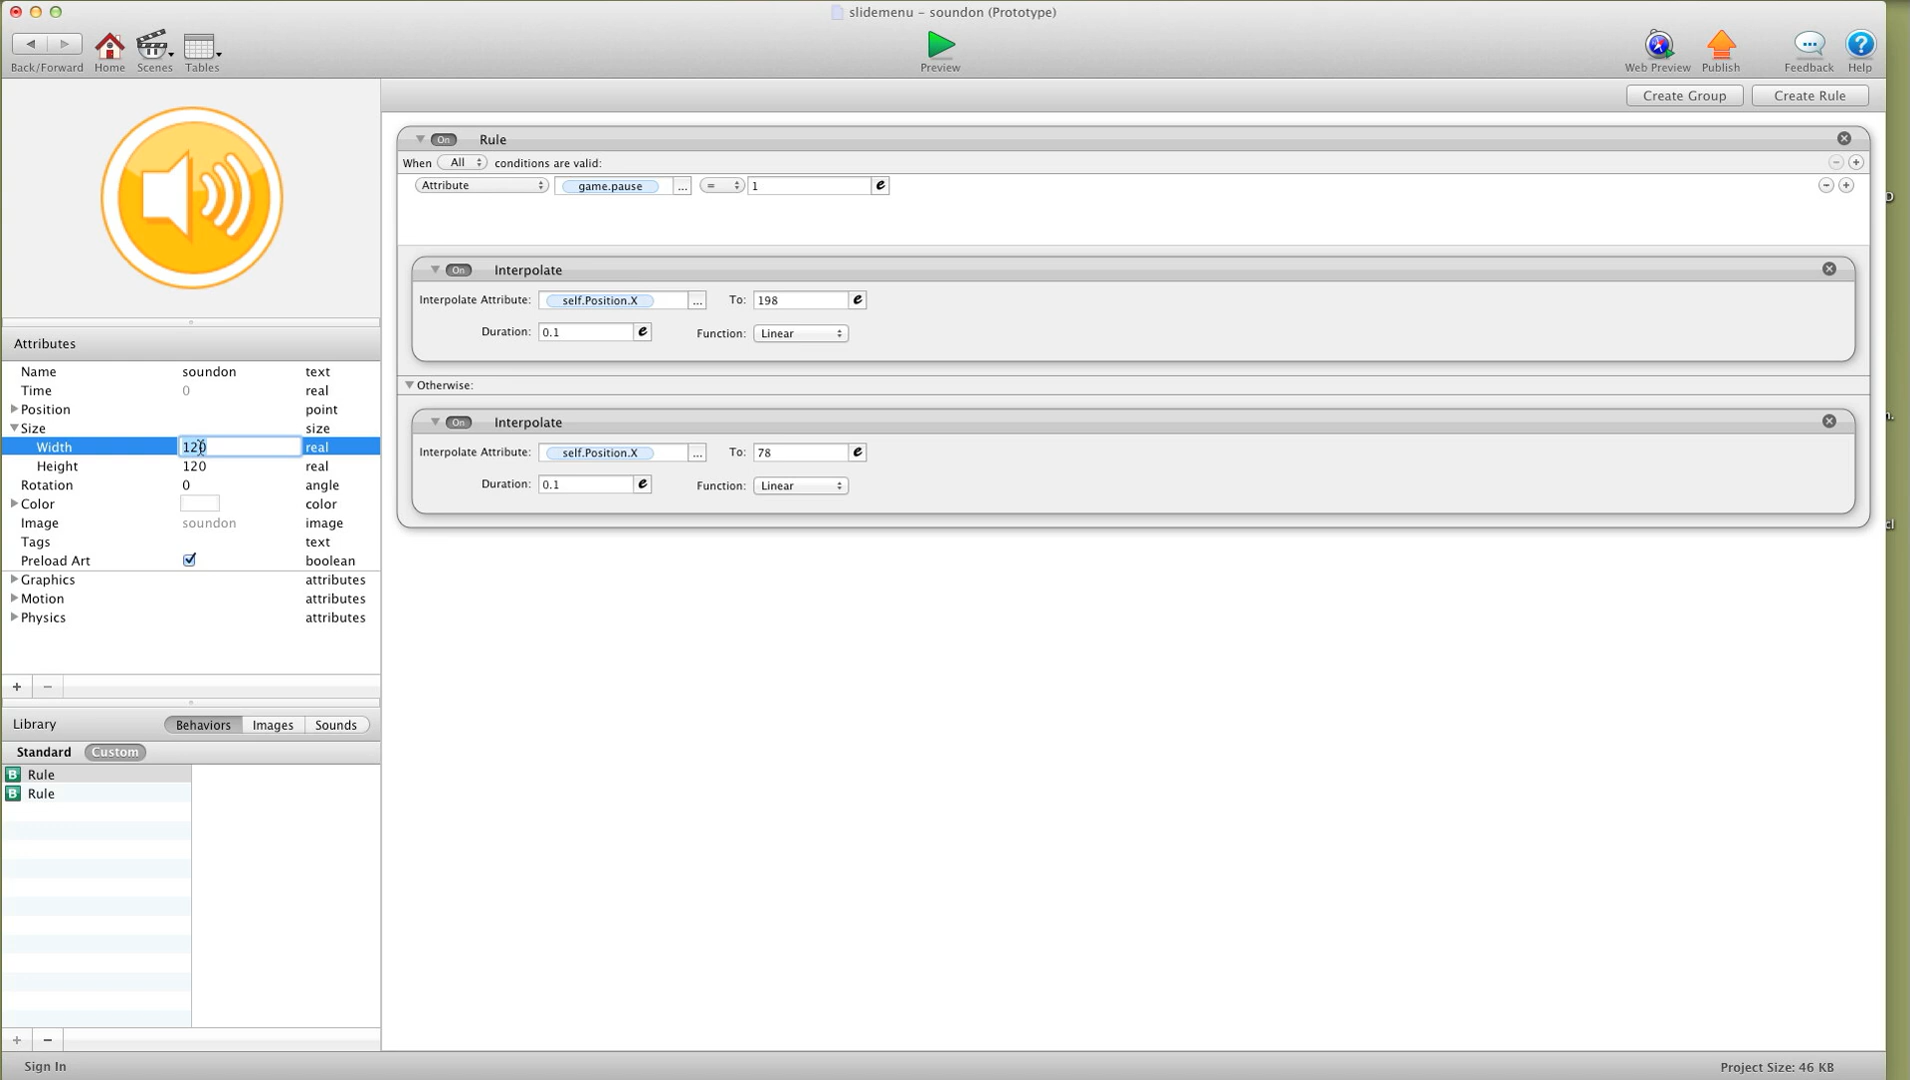 slidemenu – soundon (Prototype)
Back/Forward Home Scenes Tables Preview Web Preview Publish Feedback Help
Create Group Create Rule
On Rule
When All conditions are valid:
Attribute game.pause ... = 1 e
On Interpolate
Interpolate Attribute: self.Position.X ... To: 198 e
Duration: 0.1 e Function: Linear
Otherwise:
On Interpolate
Interpolate Attribute: self.Position.X ... To: 78 e
Duration: 0.1 e Function: Linear
Attributes
Name soundon text
Time 0 real
Position point
Size size
Width 120 real
Height 120 real
Rotation 0 angle
Color color
Image soundon image
Tags text
Preload Art boolean
Graphics attributes
Motion attributes
Physics attributes
Library Behaviors Images Sounds
Standard Custom
B Rule
B Rule
Sign In Project Size: 46 KB